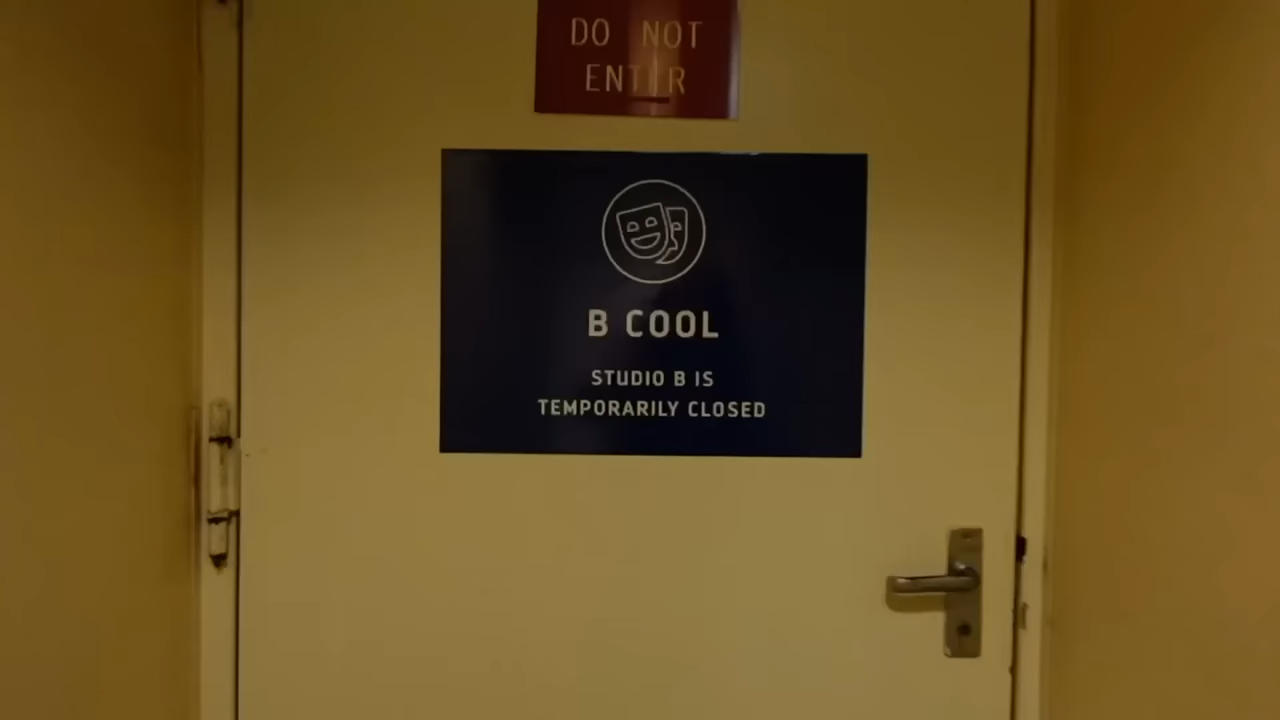 DO NOT
ENTER
B COOL
STUDIO B IS
TEMPORARILY CLOSED